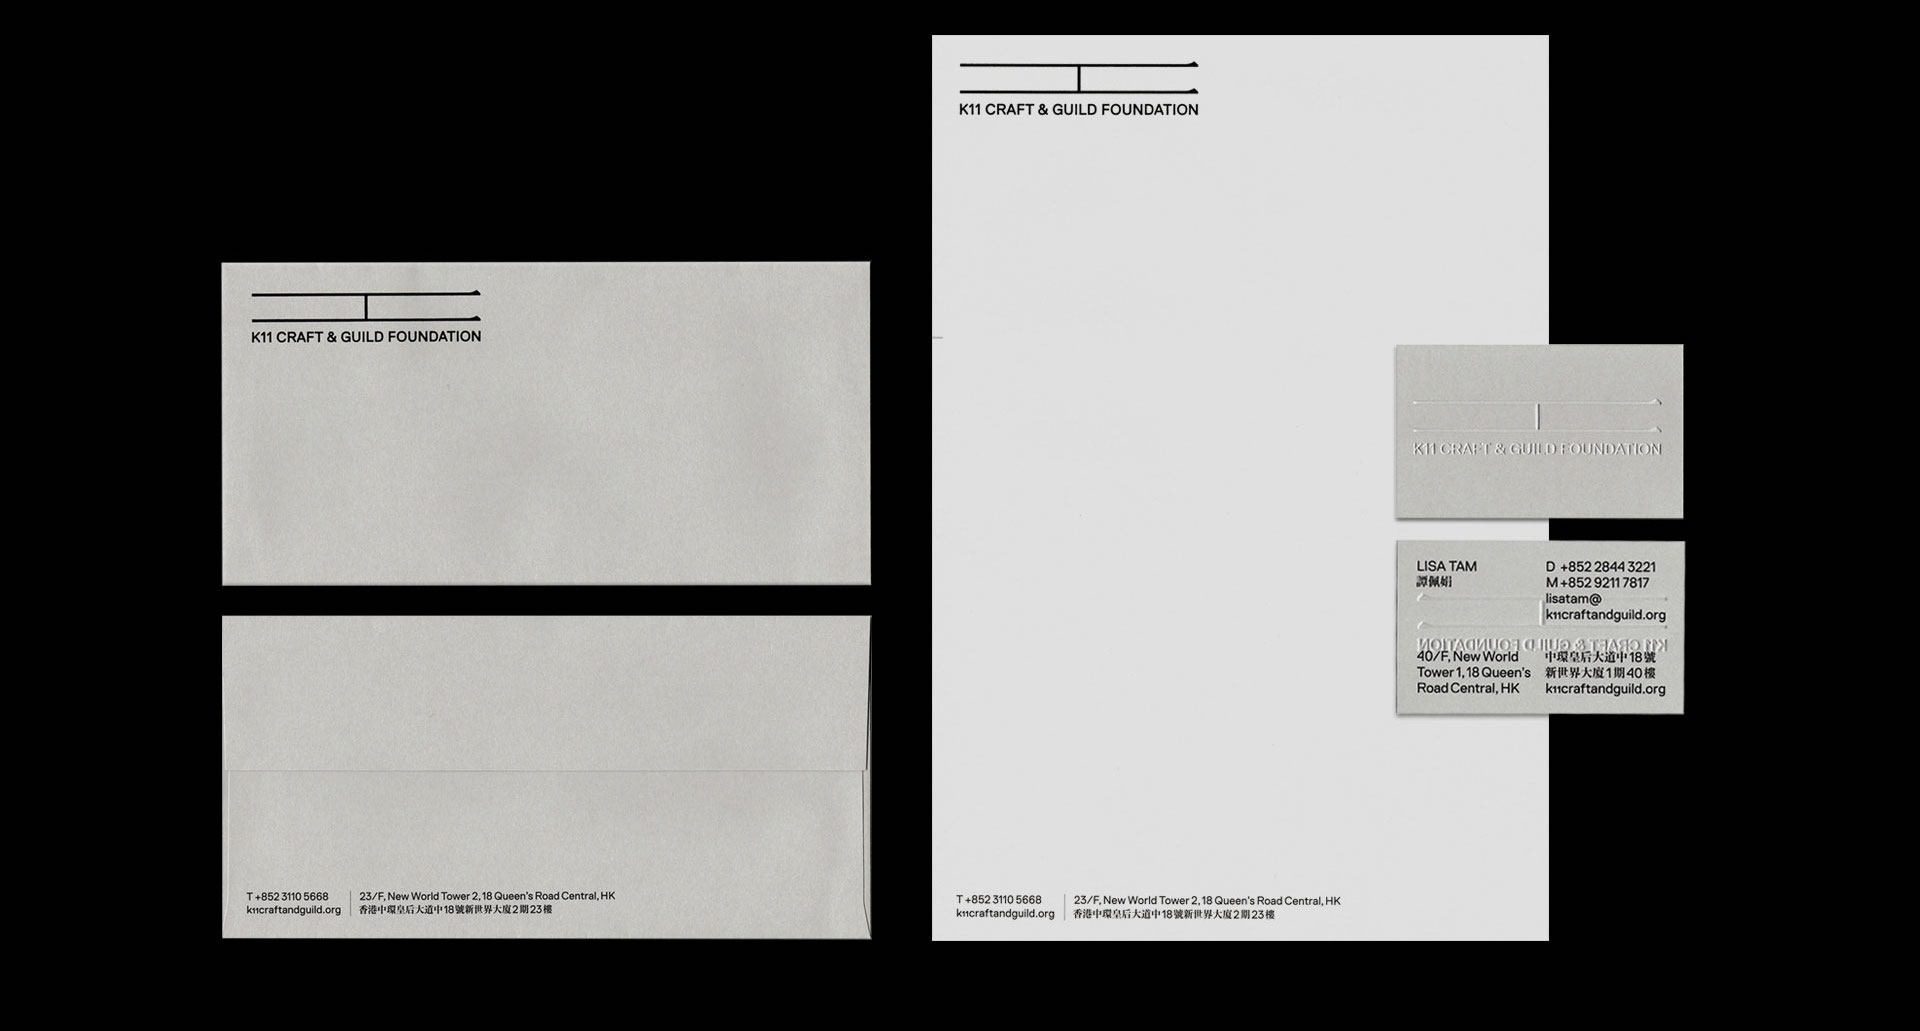 K11 CRAFT & GUILD FOUNDATION
T +852 3110 5668
k11craftandguild.org
23/F, New World Tower 2, 18 Queen's Road Central, HK
香港中環皇后大道中18號新世界大廈2期23樓
K11 CRAFT & GUILD FOUNDATION
T +852 3110 5668
k11craftandguild.org
23/F, New World Tower 2, 18 Queen's Road Central, HK
香港中環皇后大道中18號新世界大廈2期23樓
K11 CRAFT & GUILD FOUNDATION
LISA TAM
譚佩娟
D +852 2844 3221
M +852 9211 7817
lisatam@
k11craftandguild.org
K11 CRAFT & GUILD FOUNDATION
40/F, New World
Tower 1, 18 Queen's
Road Central, HK
中環皇后大道中18號
新世界大廈1期40樓
k11craftandguild.org